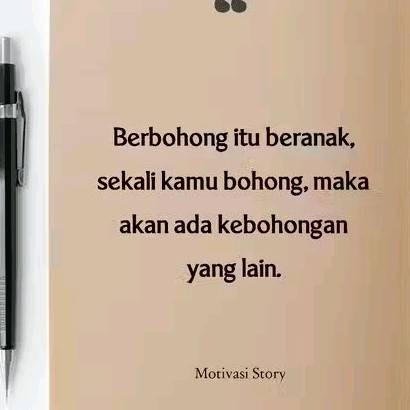 Berbohong itu beranak,
sekali kamu bohong, maka
akan ada kebohongan
yang lain.
Motivasi Story